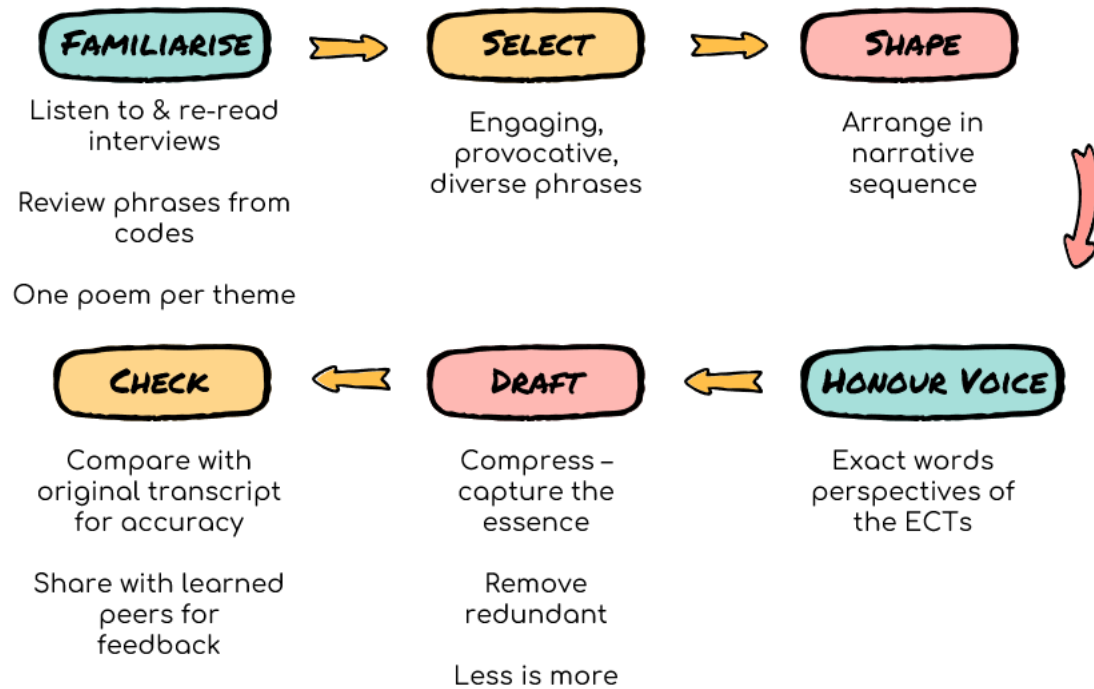 FAMILIARISE
Listen to & re-read
interviews
Review phrases from
codes
One poem per theme
SELECT
Engaging,
provocative,
diverse phrases
SHAPE
Arrange in
narrative
sequence
HONOUR VOICE
Exact words
perspectives of
the ECTs
DRAFT
Compress –
capture the
essence
Remove
redundant
Less is more
CHECK
Compare with
original transcript
for accuracy
Share with learned
peers for
feedback